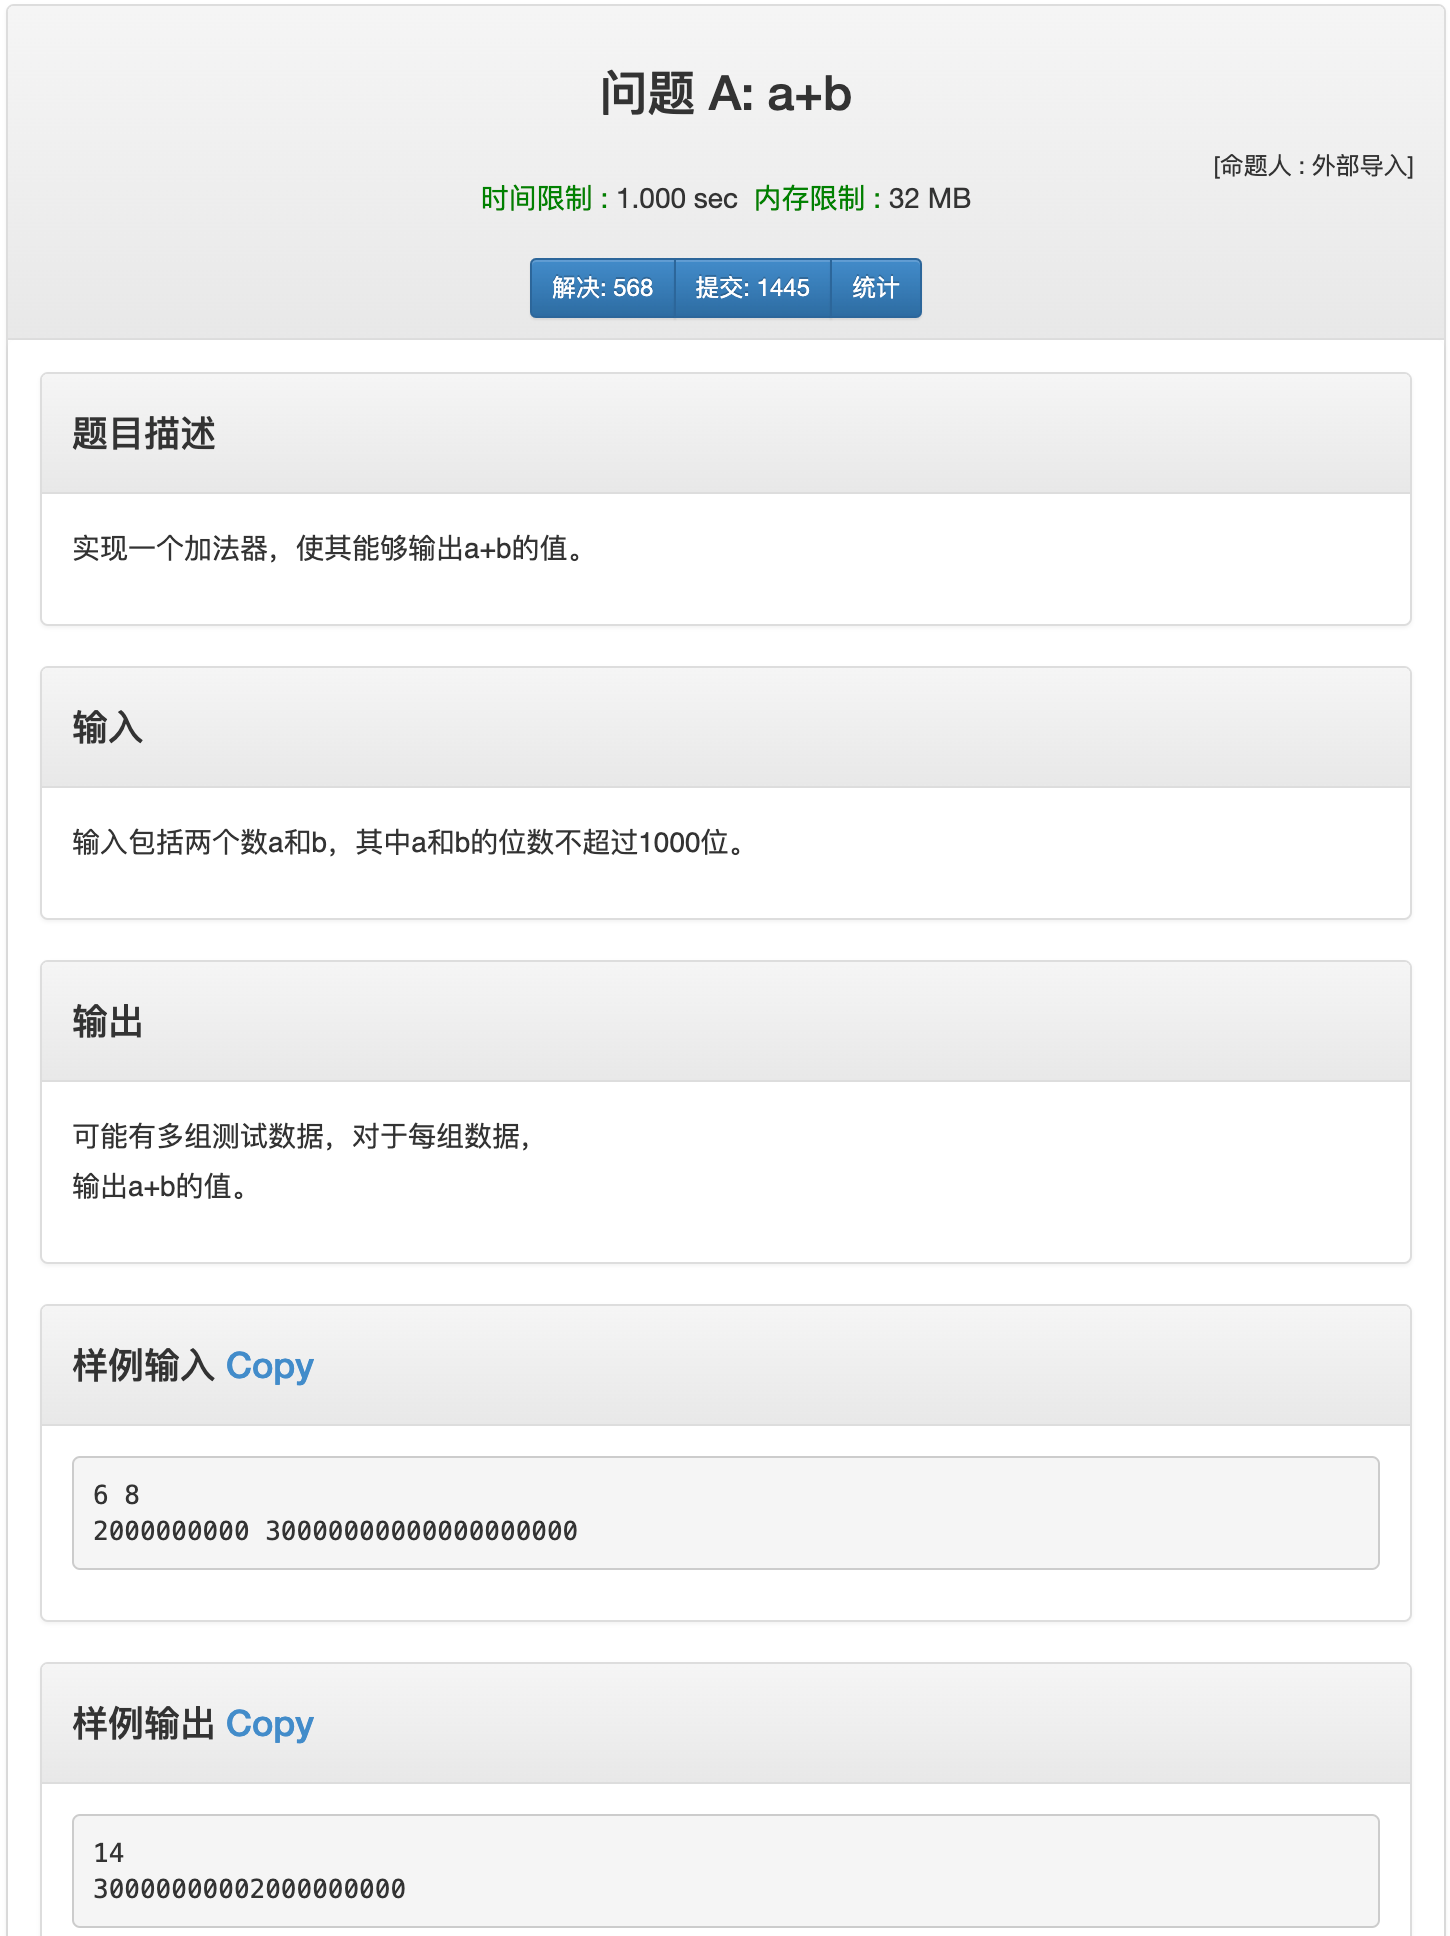 问题 A: a+b
[命题人 : 外部导入]
时间限制 : 1.000 sec 内存限制 : 32 MB
解决: 568 提交: 1445 统计
题目描述
实现一个加法器，使其能够输出a+b的值。
输入
输入包括两个数a和b，其中a和b的位数不超过1000位。
输出
可能有多组测试数据，对于每组数据，
输出a+b的值。
样例输入 Copy
6 8
2000000000 30000000000000000000
样例输出 Copy
14
30000000002000000000